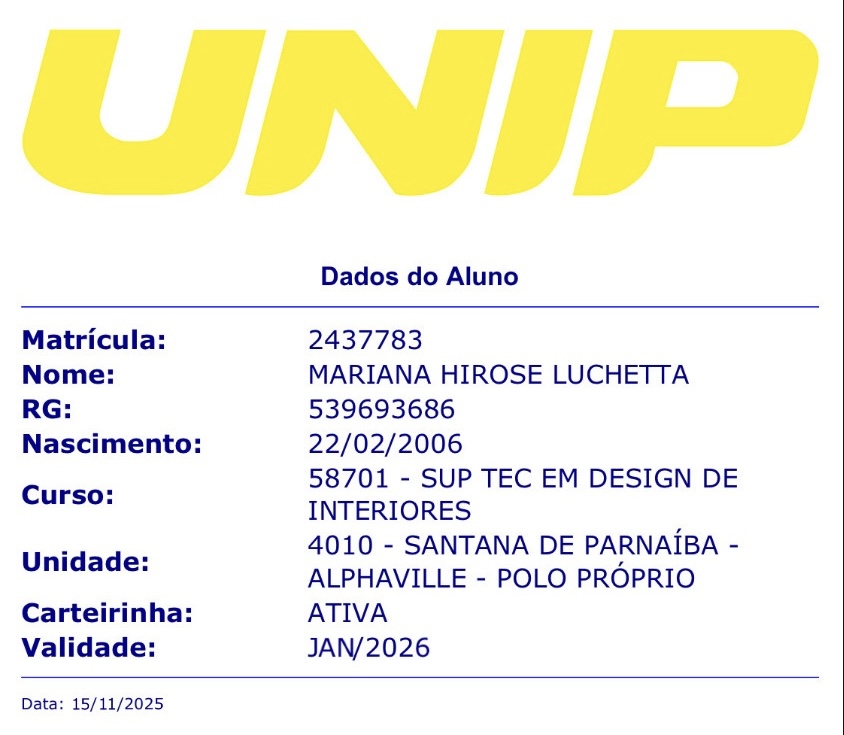 UNIP
Dados do Aluno
Matrícula: 2437783
Nome: MARIANA HIROSE LUCHETTA
RG: 539693686
Nascimento: 22/02/2006
Curso: 58701 - SUP TEC EM DESIGN DE
INTERIORES
Unidade: 4010 - SANTANA DE PARNAÍBA -
ALPHAVILLE - POLO PRÓPRIO
Carteirinha: ATIVA
Validade: JAN/2026
Data: 15/11/2025